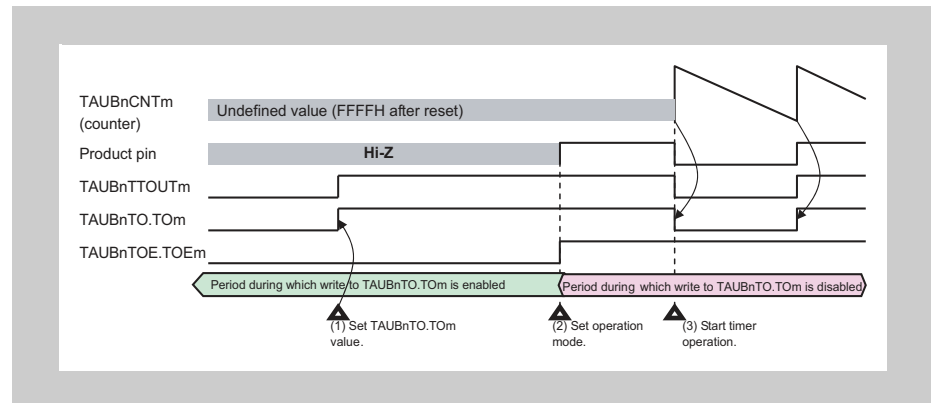 TAUBnCNTm
(counter)
Undefined value (FFFFH after reset)
Product pin
Hi-Z
TAUBnTTOUTm
TAUBnTO.TOm
TAUBnTOE.TOEm
Period during which write to TAUBnTO.TOm is enabled
Period during which write to TAUBnTO.TOm is disabled
(1) Set TAUBnTO.TOm
value.
(2) Set operation
mode.
(3) Start timer
operation.